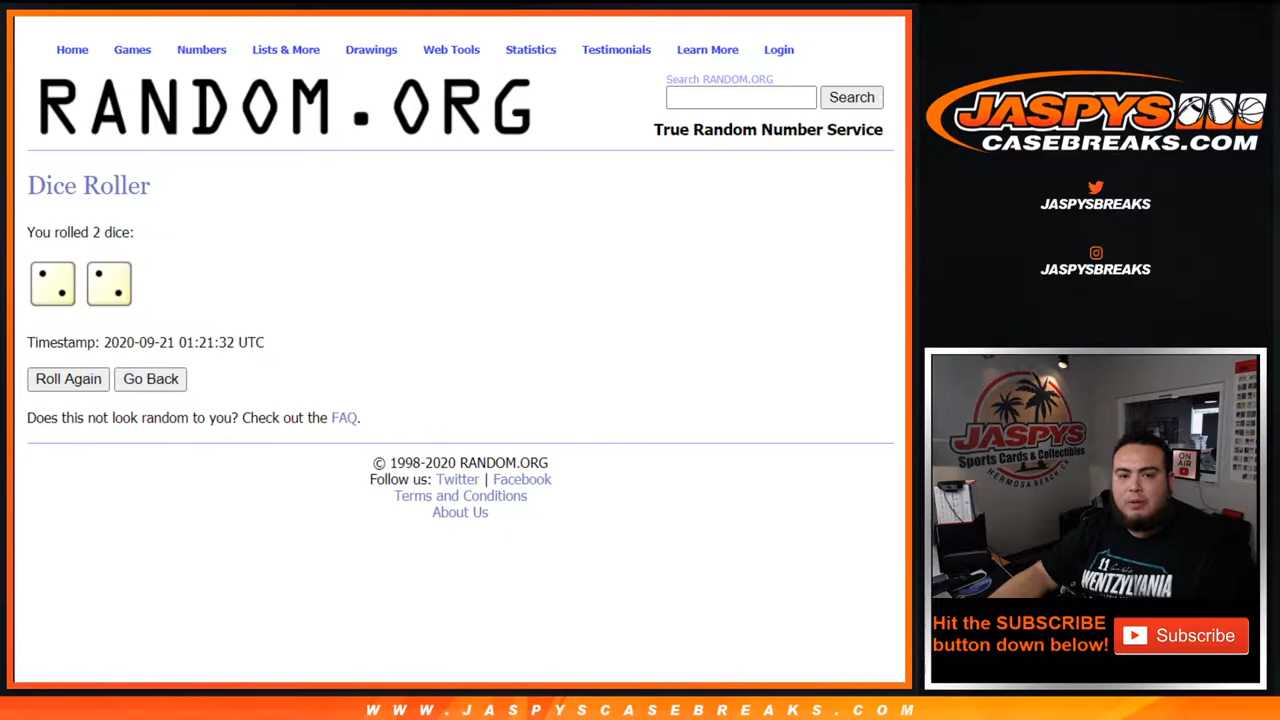 Home Games Numbers Lists & More Drawings Web Tools Statistics Testimonials Learn More Login
RANDOM.ORG
Search RANDOM.ORG
Search
True Random Number Service
Dice Roller
You rolled 2 dice:
Timestamp: 2020-09-21 01:21:32 UTC
Roll Again Go Back
Does this not look random to you? Check out the FAQ.
© 1998-2020 RANDOM.ORG
Follow us: Twitter | Facebook
Terms and Conditions
About Us
JASPYS
CASEBREAKS.COM
JASPYSBREAKS
JASPYSBREAKS
JASPYS
Sports Cards & Collectibles
HERMOSA BEACH, CA
ON
AIR
11
WENTZYLVANIA
Hit the SUBSCRIBE
button down below!
Subscribe
WWW.JASPYSCASEBREAKS.COM